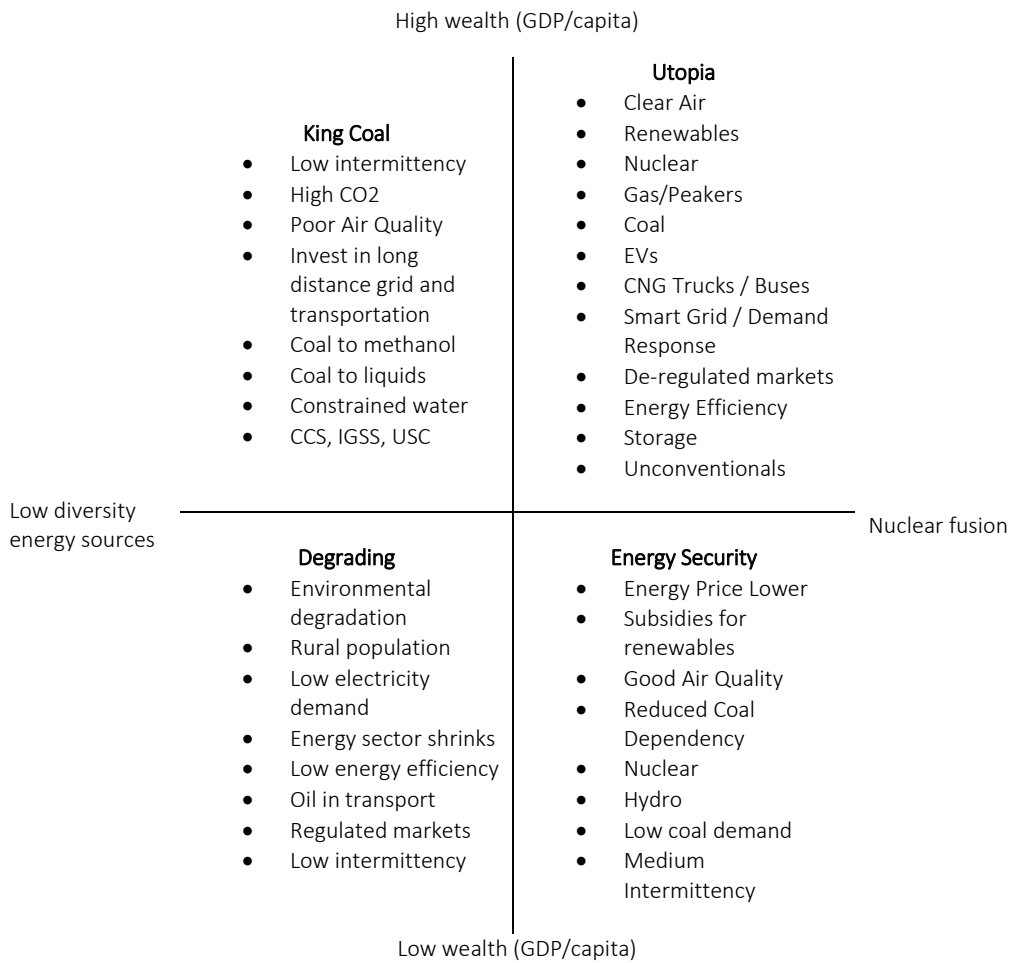 High wealth (GDP/capita)
King Coal
• Low intermittency
• High CO2
• Poor Air Quality
• Invest in long
distance grid and
transportation
• Coal to methanol
• Coal to liquids
• Constrained water
• CCS, IGSS, USC
Utopia
• Clear Air
• Renewables
• Nuclear
• Gas/Peakers
• Coal
• EVs
• CNG Trucks / Buses
• Smart Grid / Demand
Response
• De-regulated markets
• Energy Efficiency
• Storage
• Unconventionals
Low diversity
energy sources
Nuclear fusion
Degrading
• Environmental
degradation
• Rural population
• Low electricity
demand
• Energy sector shrinks
• Low energy efficiency
• Oil in transport
• Regulated markets
• Low intermittency
Energy Security
• Energy Price Lower
• Subsidies for
renewables
• Good Air Quality
• Reduced Coal
Dependency
• Nuclear
• Hydro
• Low coal demand
• Medium
Intermittency
Low wealth (GDP/capita)